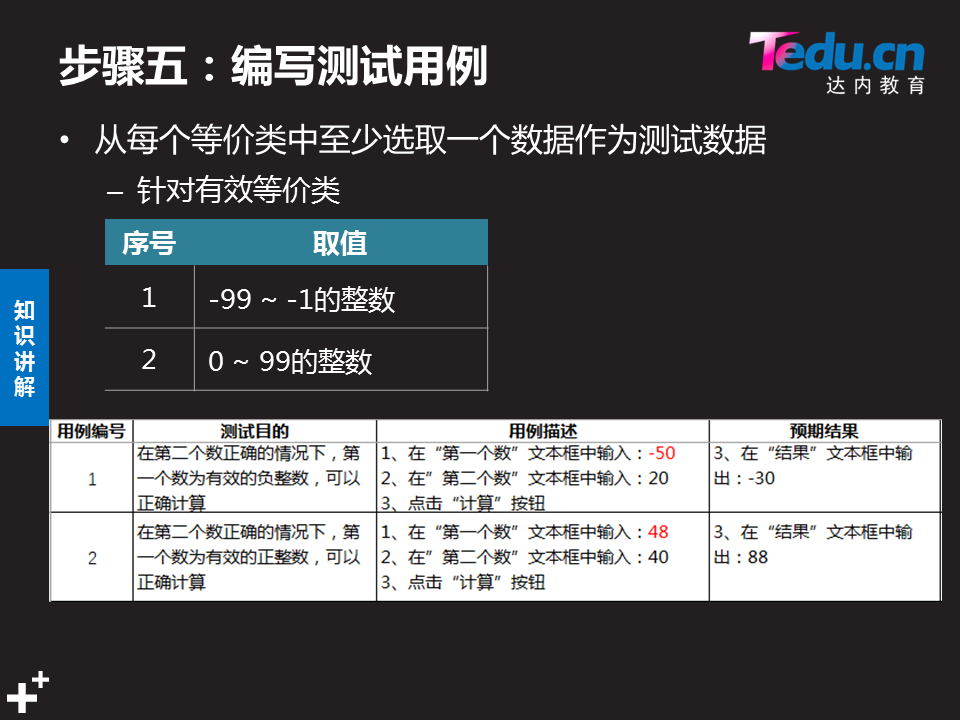 步骤五：编写测试用例
Tedu.cn
达内教育
• 从每个等价类中至少选取一个数据作为测试数据
– 针对有效等价类
序号 取值
1 -99 ~ -1的整数
2 0 ~ 99的整数
知识讲解
用例编号 测试目的 用例描述 预期结果
1
在第二个数正确的情况下，第
一个数为有效的负整数，可以
正确计算
1、在“第一个数”文本框中输入：-50
2、在”第二个数”文本框中输入：20
3、点击“计算”按钮
3、在“结果”文本框中输
出：-30
2
在第二个数正确的情况下，第
一个数为有效的正整数，可以
正确计算
1、在“第一个数”文本框中输入：48
2、在”第二个数”文本框中输入：40
3、点击“计算”按钮
3、在“结果”文本框中输
出：88